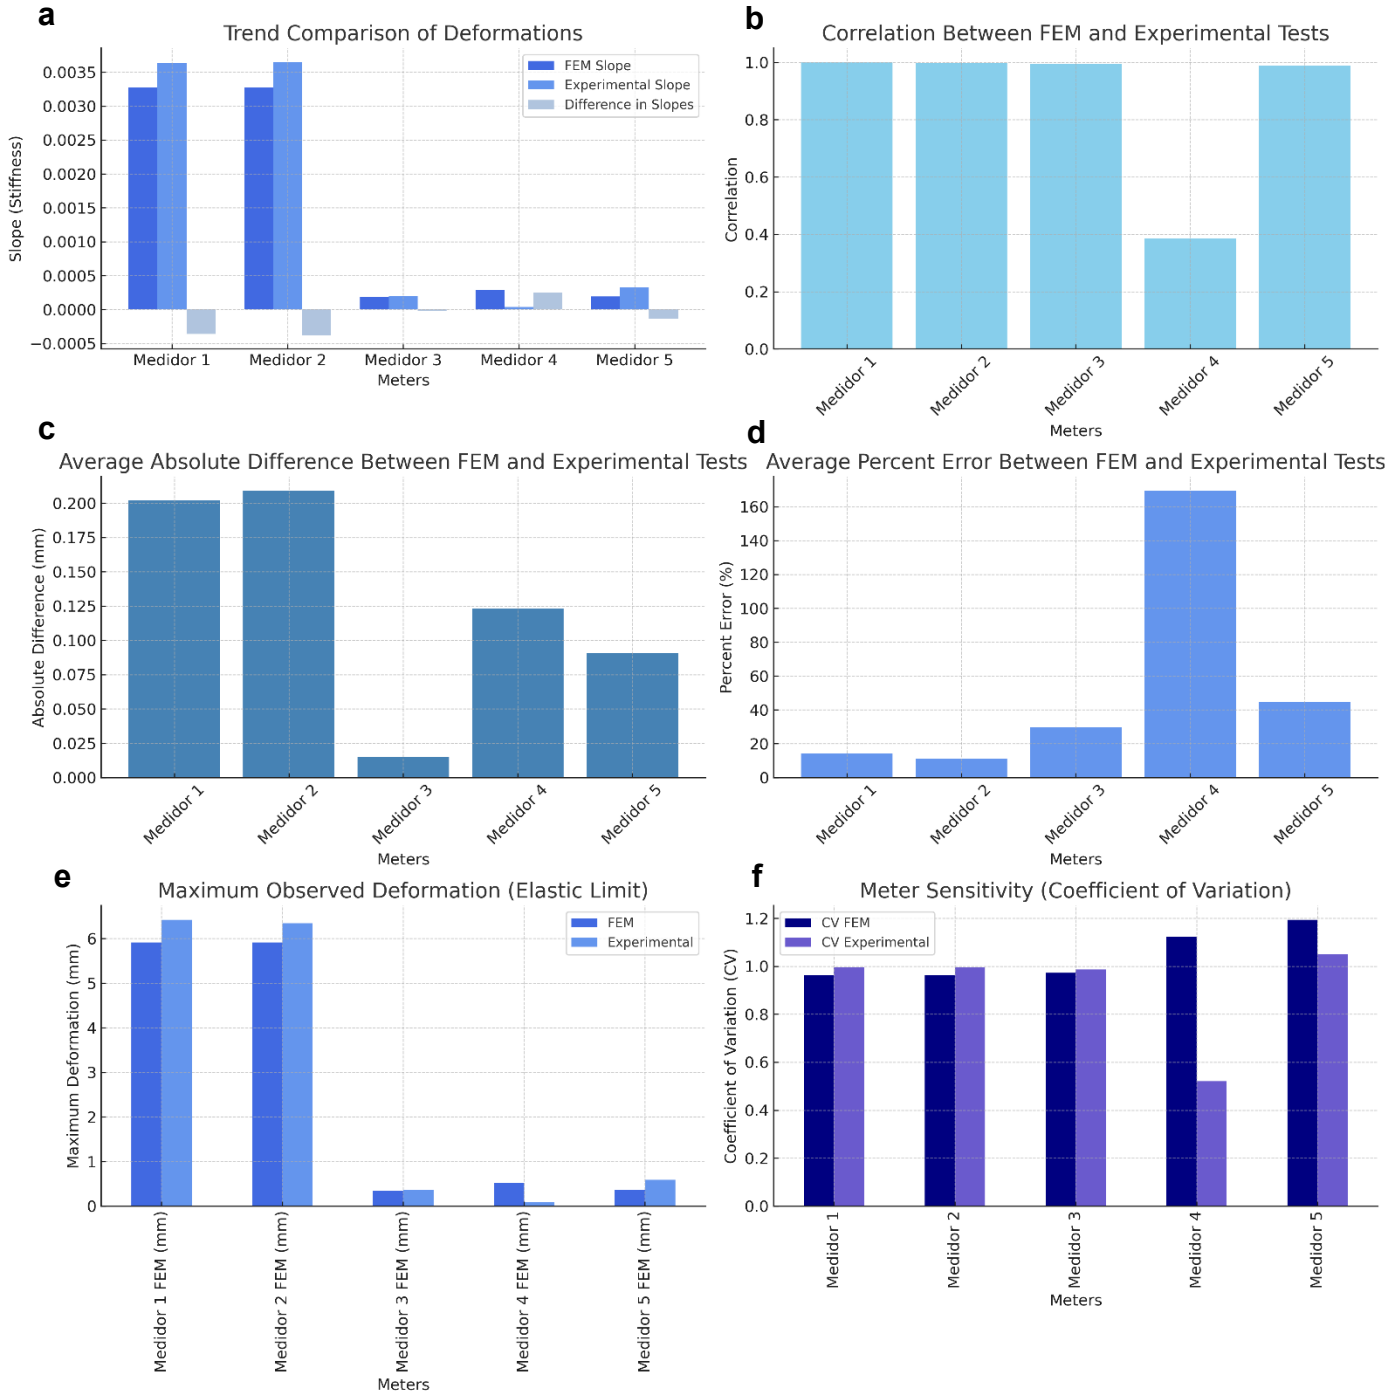 a
Trend Comparison of Deformations
FEM Slope
Experimental Slope
Difference in Slopes
Slope (Stiffness)
0.0035
0.0030
0.0025
0.0020
0.0015
0.0010
0.0005
0.0000
−0.0005
Medidor 1 Medidor 2 Medidor 3 Medidor 4 Medidor 5
Meters
b
Correlation Between FEM and Experimental Tests
Correlation
1.0
0.8
0.6
0.4
0.2
0.0
Medidor 1 Medidor 2 Medidor 3 Medidor 4 Medidor 5
Meters
c
Average Absolute Difference Between FEM and Experimental Tests
Absolute Difference (mm)
0.200
0.175
0.150
0.125
0.100
0.075
0.050
0.025
0.000
Medidor 1 Medidor 2 Medidor 3 Medidor 4 Medidor 5
Meters
d
Average Percent Error Between FEM and Experimental Tests
Percent Error (%)
160
140
120
100
80
60
40
20
0
Medidor 1 Medidor 2 Medidor 3 Medidor 4 Medidor 5
Meters
e
Maximum Observed Deformation (Elastic Limit)
FEM
Experimental
Maximum Deformation (mm)
6
5
4
3
2
1
0
Medidor 1 FEM (mm) Medidor 2 FEM (mm) Medidor 3 FEM (mm) Medidor 4 FEM (mm) Medidor 5 FEM (mm)
Meters
f
Meter Sensitivity (Coefficient of Variation)
CV FEM
CV Experimental
Coefficient of Variation (CV)
1.2
1.0
0.8
0.6
0.4
0.2
0.0
Medidor 1 Medidor 2 Medidor 3 Medidor 4 Medidor 5
Meters